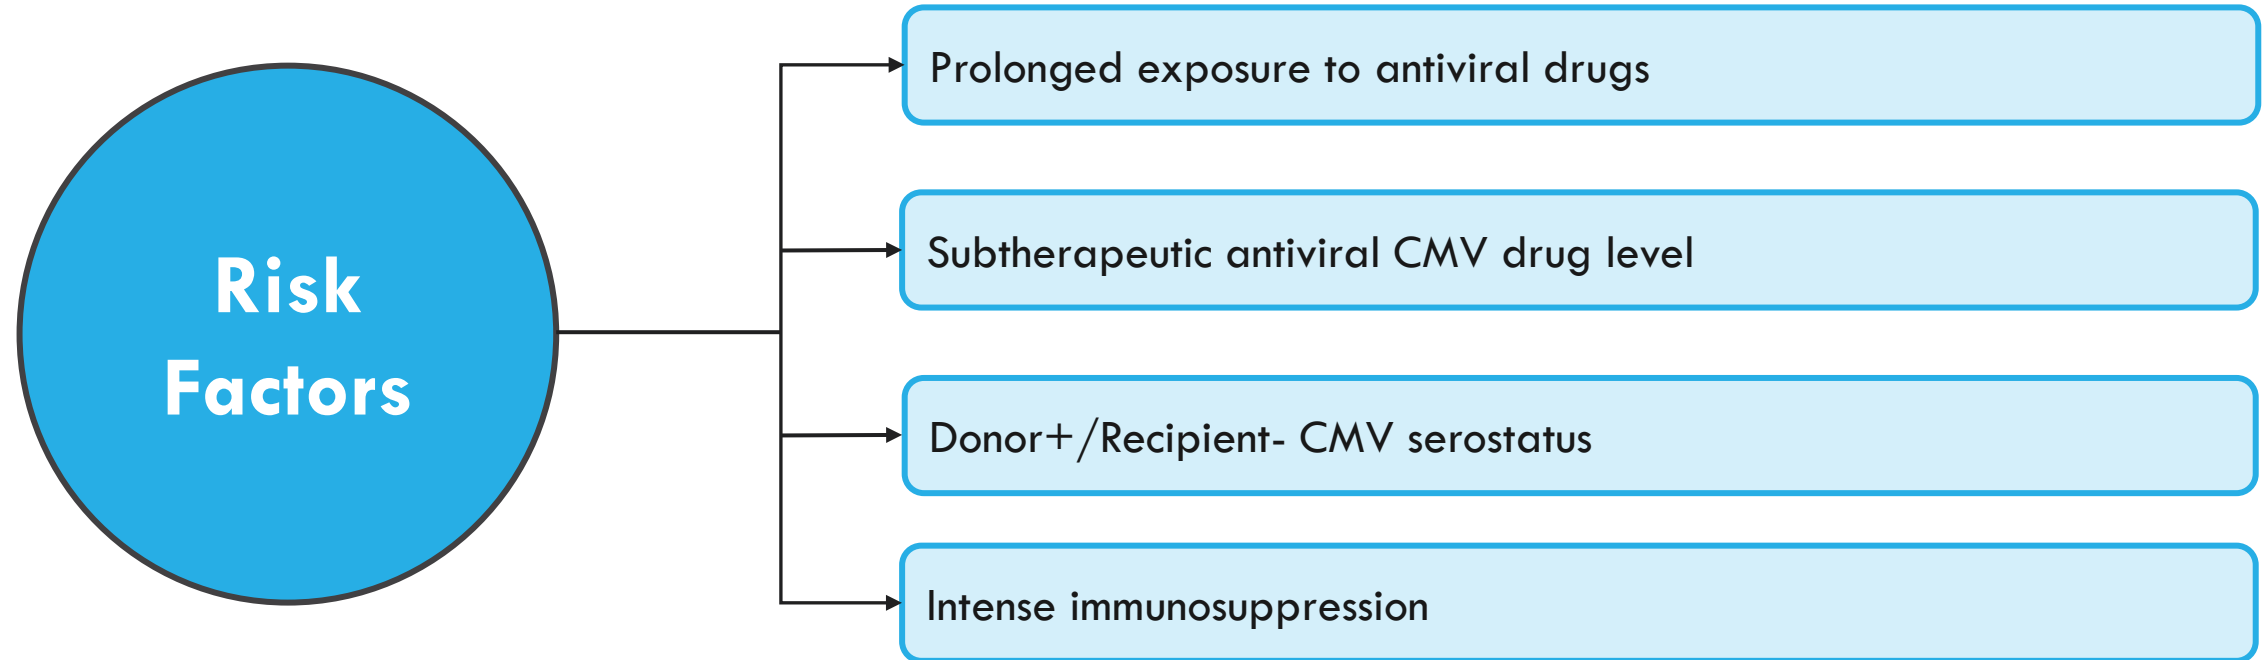 Risk
Factors
Prolonged exposure to antiviral drugs
Subtherapeutic antiviral CMV drug level
Donor+/Recipient- CMV serostatus
Intense immunosuppression